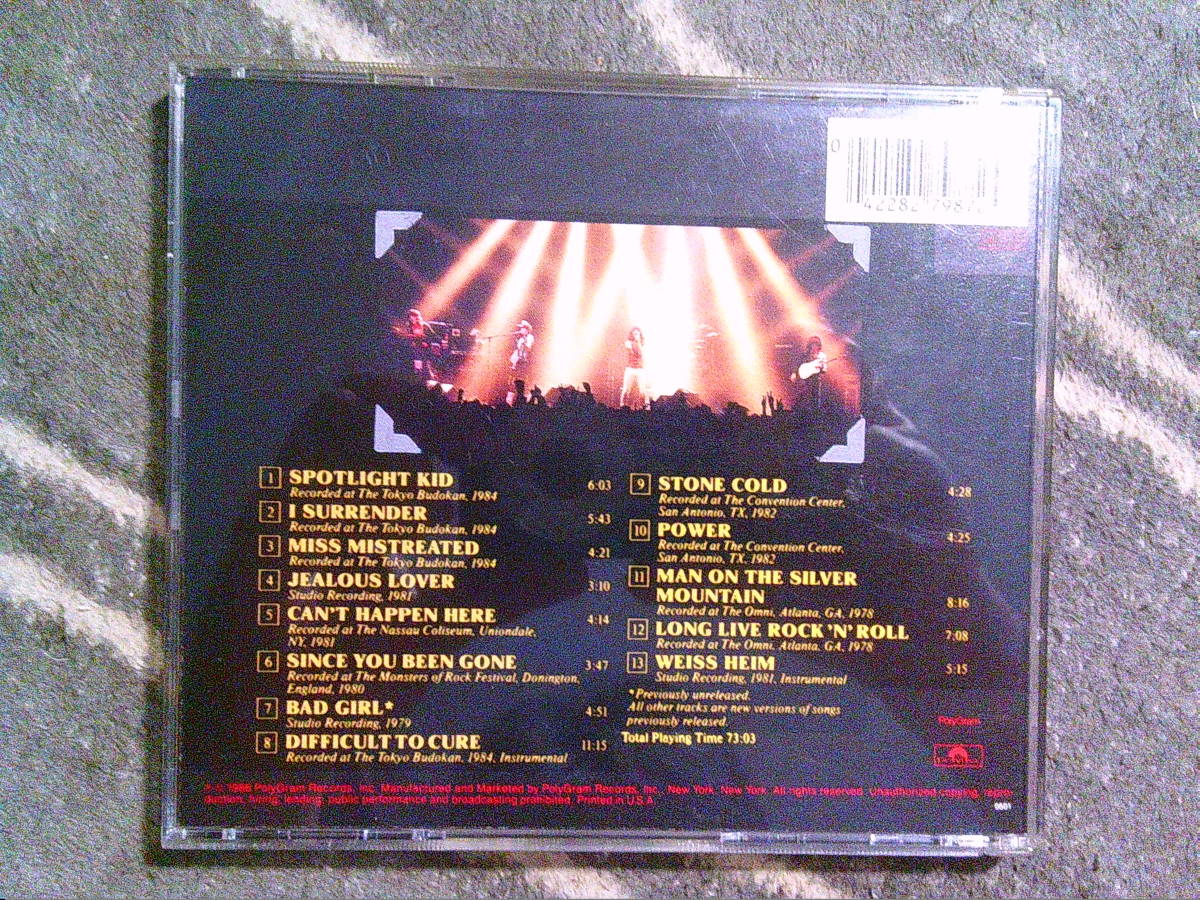 0
42282 7987
1 SPOTLIGHT KID 6:03
Recorded at The Tokyo Budokan, 1984
2 I SURRENDER 5:43
Recorded at The Tokyo Budokan, 1984
3 MISS MISTREATED 4:21
Recorded at The Tokyo Budokan, 1984
4 JEALOUS LOVER 3:10
Studio Recording, 1981
5 CAN'T HAPPEN HERE 4:14
Recorded at The Nassau Coliseum, Uniondale,
NY, 1981
6 SINCE YOU BEEN GONE 3:47
Recorded at The Monsters of Rock Festival, Donington,
England, 1980
7 BAD GIRL* 4:51
Studio Recording, 1979
8 DIFFICULT TO CURE 11:15
Recorded at The Tokyo Budokan, 1984, Instrumental
9 STONE COLD 4:28
Recorded at The Convention Center,
San Antonio, TX, 1982
10 POWER 4:25
Recorded at The Convention Center,
San Antonio, TX, 1982
11 MAN ON THE SILVER
MOUNTAIN 8:16
Recorded at The Omni, Atlanta, GA, 1978
12 LONG LIVE ROCK 'N' ROLL 7:08
Recorded at The Omni, Atlanta, GA, 1978
13 WEISS HEIM 5:15
Studio Recording, 1981, Instrumental
*Previously unreleased.
All other tracks are new versions of songs
previously released.
Total Playing Time 73:03
PolyGram
℗ © 1986 PolyGram Records, Inc. Manufactured and Marketed by PolyGram Records, Inc., New York, New York. All rights reserved. Unauthorized copying, repro-
duction, hiring, lending, public performance and broadcasting prohibited. Printed in U.S.A.